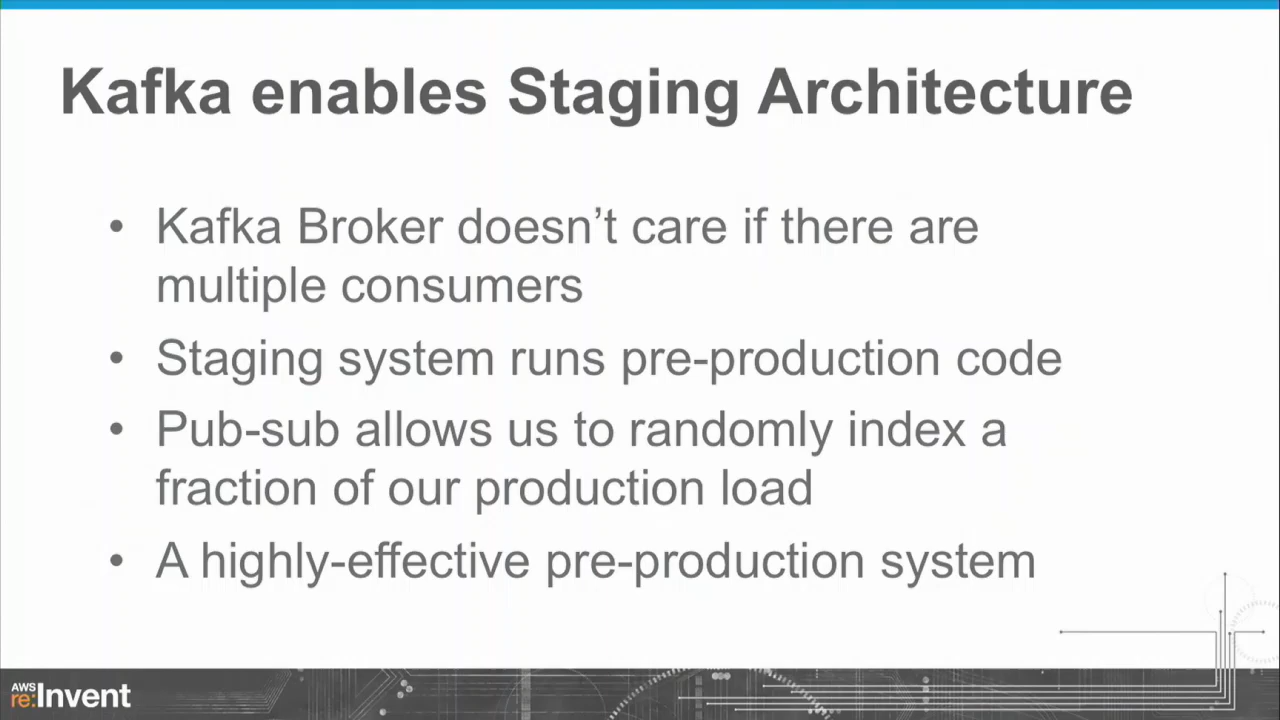 Kafka enables Staging Architecture
• Kafka Broker doesn’t care if there are
multiple consumers
• Staging system runs pre-production code
• Pub-sub allows us to randomly index a
fraction of our production load
• A highly-effective pre-production system
AWS
re:Invent